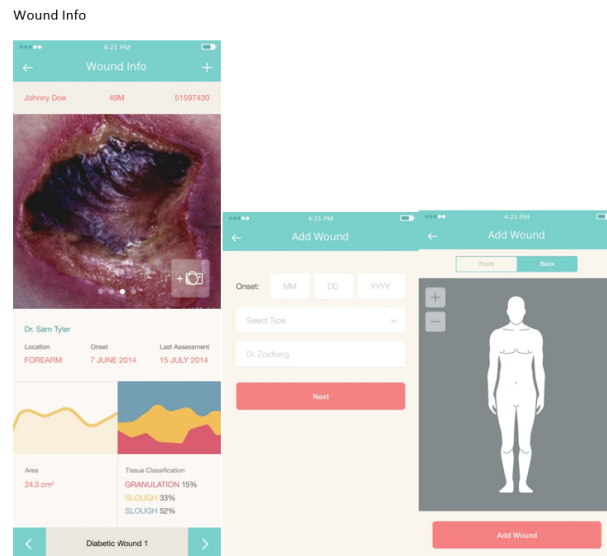 Wound Info
4:21 PM
Wound Info
Johnny Doe 49M 51597430
Dr. Sam Tyler
Location Onset Last Assessment
FOREARM 7 JUNE 2014 15 JULY 2014
Area
24.3 cm²
Tissue Classification
GRANULATION 15%
SLOUGH 33%
SLOUGH 52%
Diabetic Wound 1
4:21 PM
Add Wound
Onset: MM DD YYYY
Select Type
Dr. Zoidberg
Next
4:21 PM
Add Wound
Front Back
Add Wound